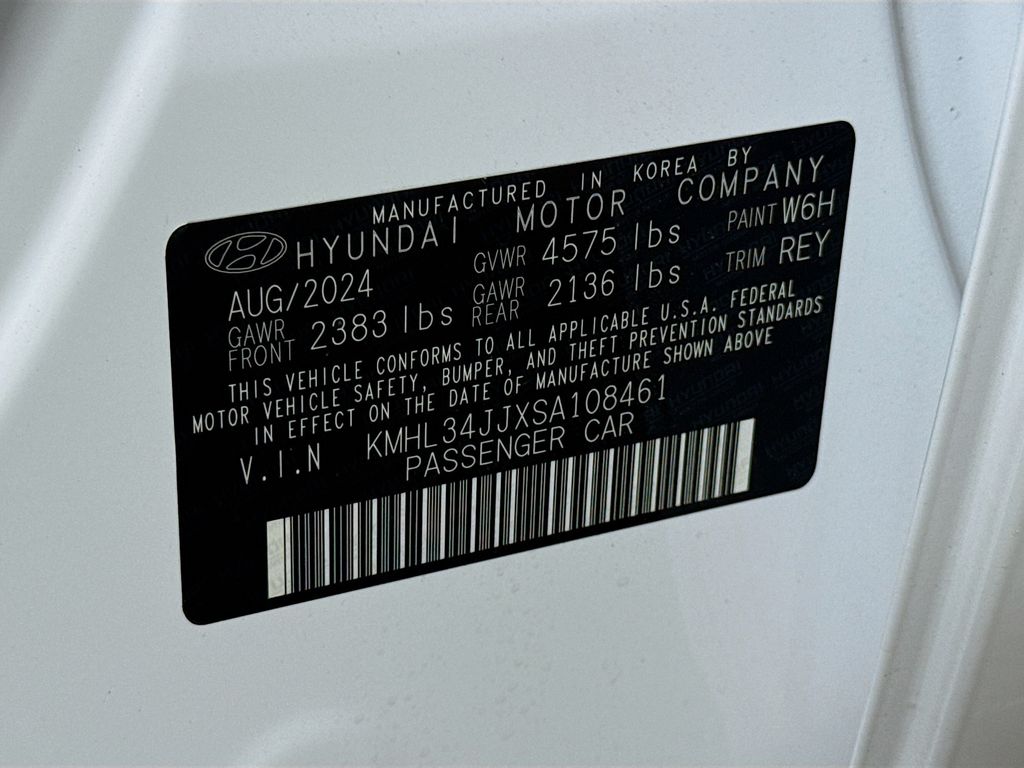 MANUFACTURED IN KOREA BY
HYUNDAI MOTOR COMPANY
AUG/2024 GVWR 4575 lbs PAINT W6H
GAWR FRONT 2383 lbs GAWR REAR 2136 lbs TRIM REY
THIS VEHICLE CONFORMS TO ALL APPLICABLE U.S.A. FEDERAL
MOTOR VEHICLE SAFETY, BUMPER, AND THEFT PREVENTION STANDARDS
IN EFFECT ON THE DATE OF MANUFACTURE SHOWN ABOVE
V.I.N KMHL34JJXSA108461
PASSENGER CAR